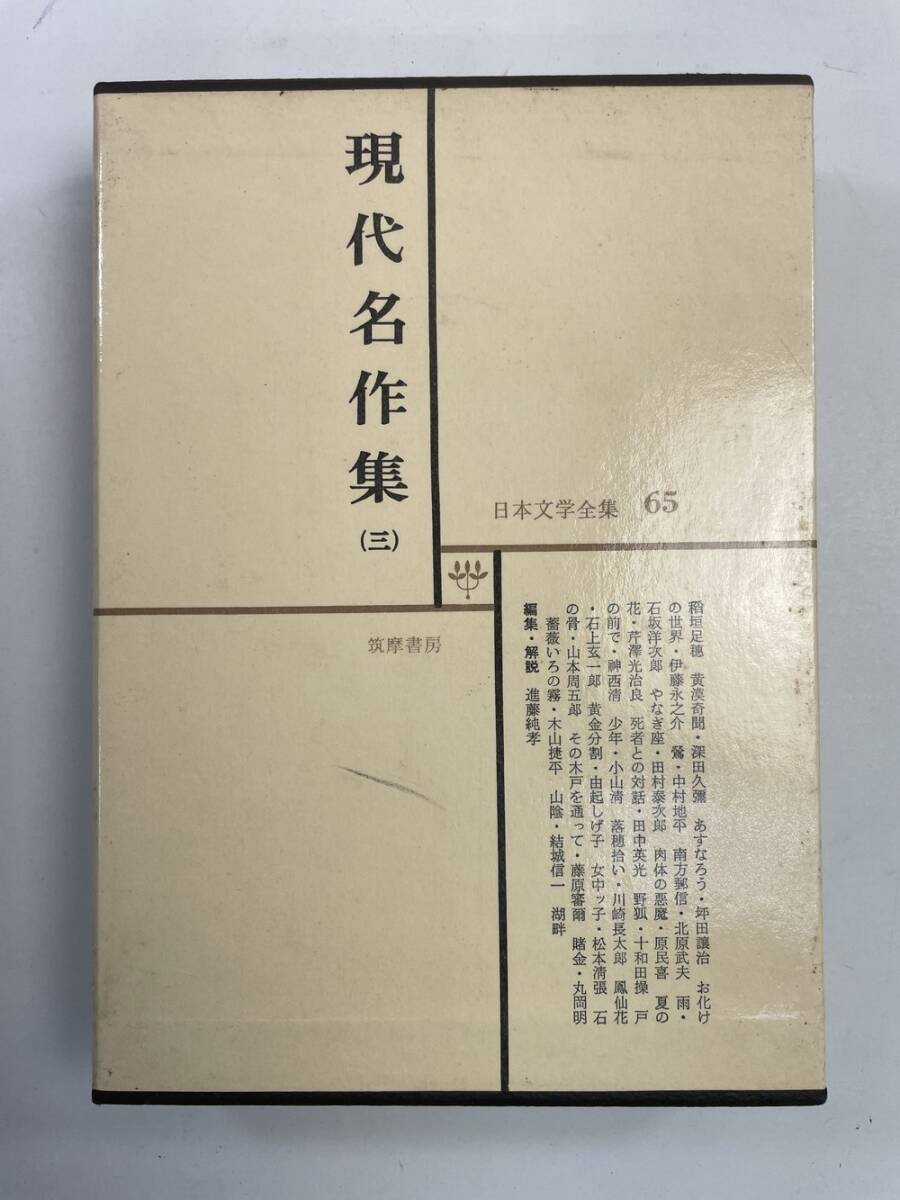 現代名作集(三)
日本文学全集 65
筑摩書房
稻垣足穗 黄漠奇聞・深田久彌 あすなろう・坪田讓治 お化け
の世界・伊藤永之介 鶯・中村地平 南方郵信・北原武夫 雨・
石坂洋次郎 やなぎ座・田村泰次郎 肉体の悪魔・原民喜 夏の
花・芹澤光治良 死者との対話・田中英光 野狐・十和田操 戸
の前で・神西清 少年・小山清 落穂拾い・川崎長太郎 鳳仙花
・石上玄一郎 黄金分割・由起しげ子 女中ッ子・松本清張 石
の骨・山本周五郎 その木戸を通って・藤原審爾 賭金・丸岡明
薔薇いろの霧・木山捷平 山陰・結城信一 湖畔
編集・解説 進藤純孝